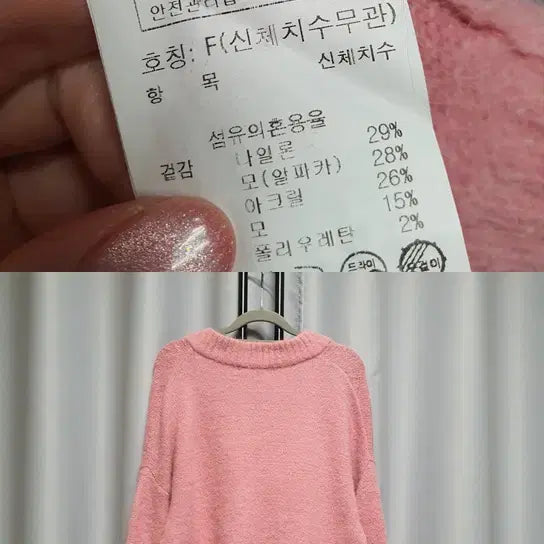 안전관리법
호칭: F(신체치수무관)
항 목 신체치수
섬유의혼용율
겉감 나일론 29%
모(알파카) 28%
아크릴 26%
모 15%
폴리우레탄 2%
드라이